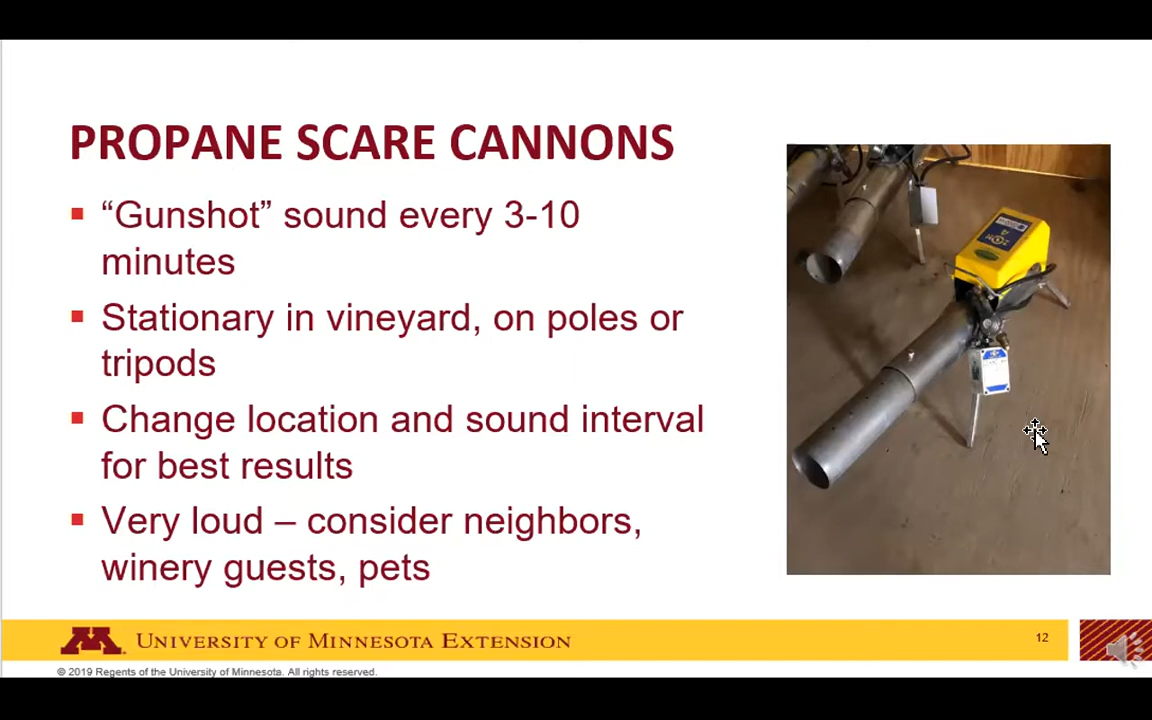 PROPANE SCARE CANNONS
▪ “Gunshot” sound every 3-10
minutes
▪ Stationary in vineyard, on poles or
tripods
▪ Change location and sound interval
for best results
▪ Very loud – consider neighbors,
winery guests, pets
UNIVERSITY OF MINNESOTA EXTENSION
12
© 2019 Regents of the University of Minnesota. All rights reserved.